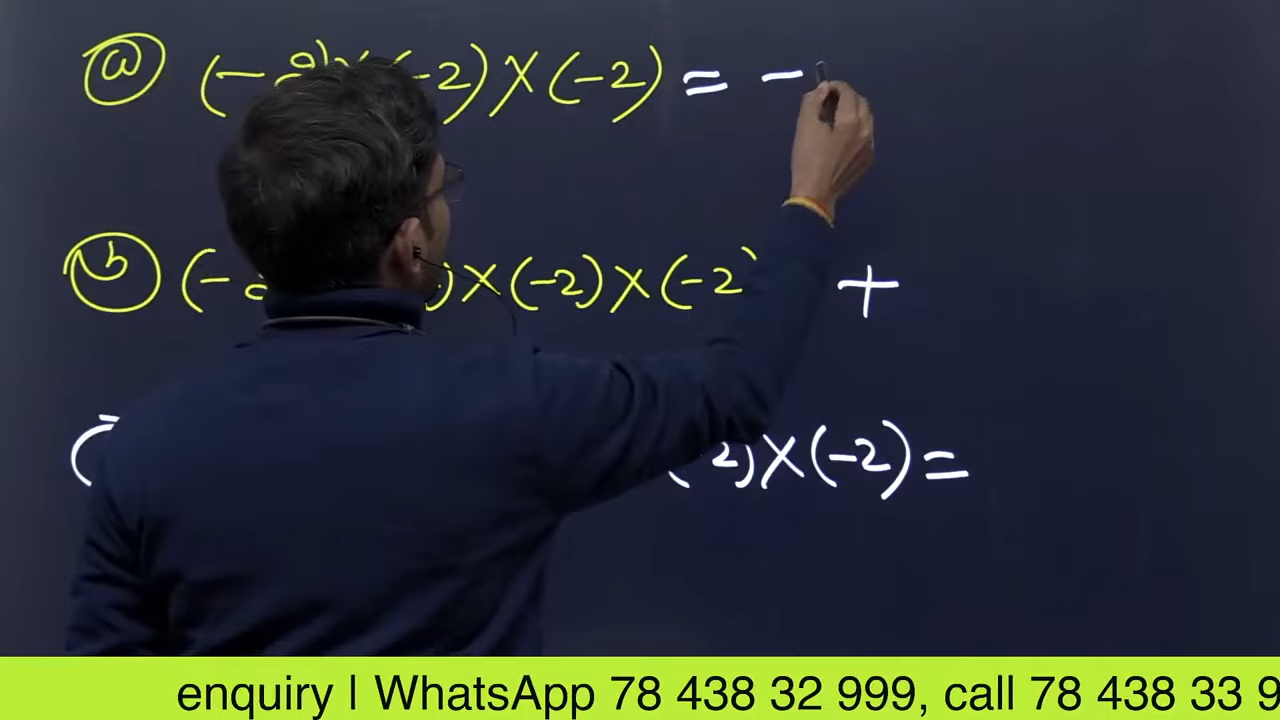 (a) (-2)×(-2)×(-2) = -
(b) (- )×(-2)×(-2) +
( 2)×(-2)=
enquiry | WhatsApp 78 438 32 999, call 78 438 33 9